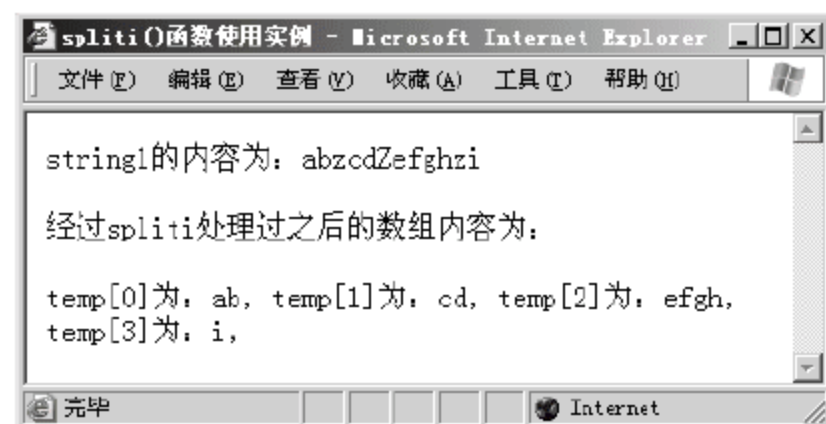 spliti()函数使用实例 - Microsoft Internet Explorer
文件(F) 编辑(E) 查看(V) 收藏(A) 工具(T) 帮助(H)
string1的内容为：abzcdZefghzi
经过spliti处理过之后的数组内容为：
temp[0]为：ab, temp[1]为：cd, temp[2]为：efgh,
temp[3]为：i,
完毕 Internet